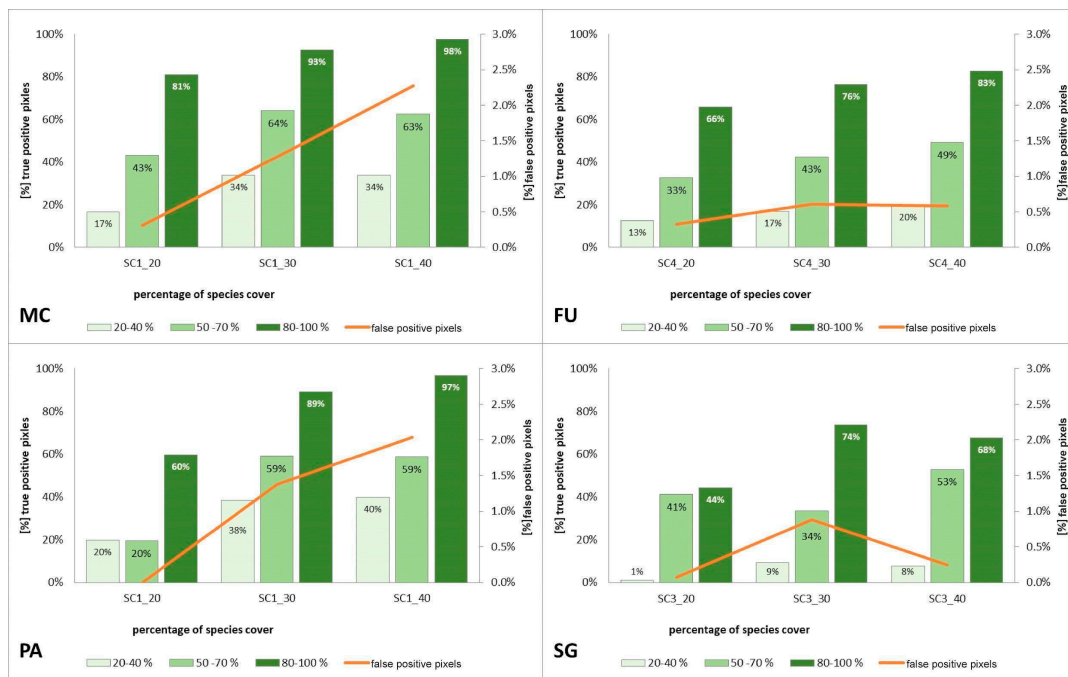 100%
80%
60%
40%
20%
0%
[%] true positive pixles
3.0%
2.5%
2.0%
1.5%
1.0%
0.5%
0.0%
[%] false positive pixels
17%
43%
81%
34%
64%
93%
34%
63%
98%
SC1_20
SC1_30
SC1_40
percentage of species cover
MC
20-40 %
50 -70 %
80-100 %
false positive pixels
100%
80%
60%
40%
20%
0%
[%] true positive pixles
3.0%
2.5%
2.0%
1.5%
1.0%
0.5%
0.0%
[%] false positive pixels
13%
33%
66%
17%
43%
76%
20%
49%
83%
SC4_20
SC4_30
SC4_40
percentage of species cover
FU
20-40 %
50 -70 %
80-100 %
false positive pixels
100%
80%
60%
40%
20%
0%
[%] true positive pixles
3.0%
2.5%
2.0%
1.5%
1.0%
0.5%
0.0%
[%] false positive pixels
20%
20%
60%
38%
59%
89%
40%
59%
97%
SC1_20
SC1_30
SC1_40
percentage of species cover
PA
20-40 %
50 -70 %
80-100 %
false positive pixels
100%
80%
60%
40%
20%
0%
[%] true positive pixles
3.0%
2.5%
2.0%
1.5%
1.0%
0.5%
0.0%
[%] false positive pixels
1%
41%
44%
9%
34%
74%
8%
53%
68%
SC3_20
SC3_30
SC3_40
percentage of species cover
SG
20-40 %
50 -70 %
80-100 %
false positive pixels